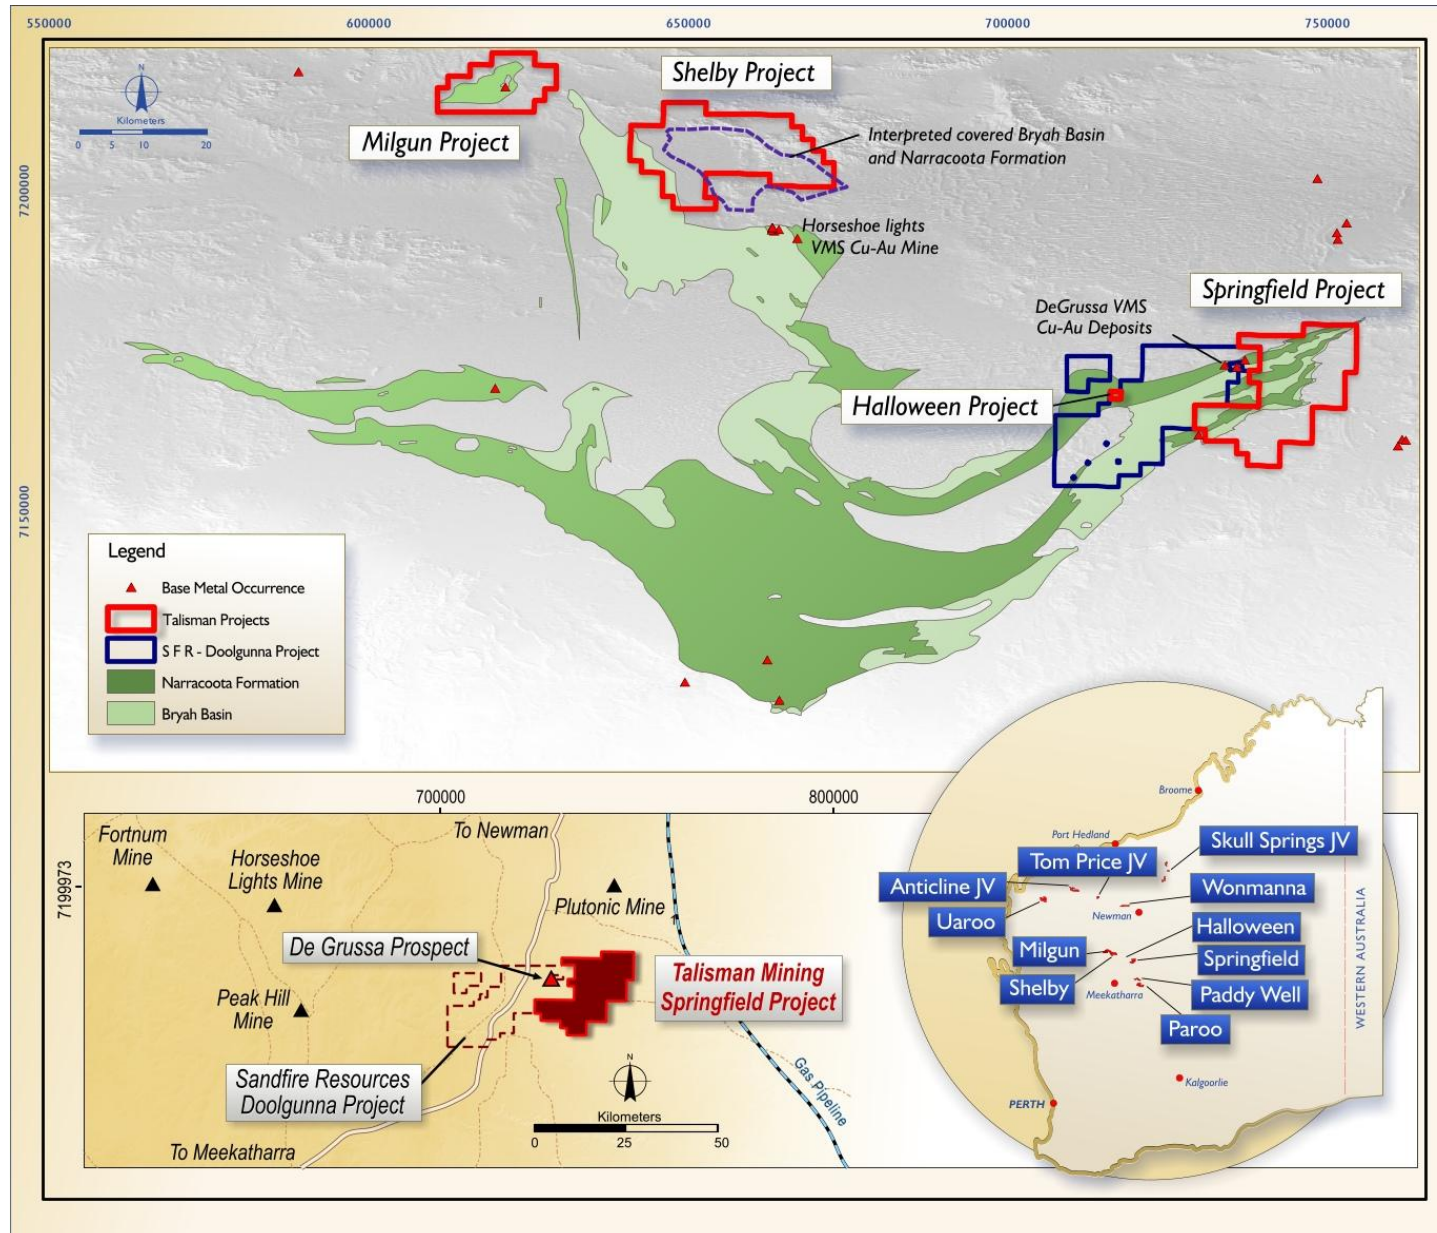 550000
600000
650000
700000
750000
N
Kilometers
0 5 10 20
Milgun Project
Shelby Project
Interpreted covered Bryah Basin
and Narracoota Formation
7200000
Horseshoe lights
VMS Cu-Au Mine
Springfield Project
DeGrussa VMS
Cu-Au Deposits
Halloween Project
7150000
Legend
Base Metal Occurrence
Talisman Projects
S F R - Doolgunna Project
Narracoota Formation
Bryah Basin
700000
800000
7199973
Fortnum
Mine
Horseshoe
Lights Mine
To Newman
Plutonic Mine
De Grussa Prospect
Talisman Mining
Springfield Project
Peak Hill
Mine
Sandfire Resources
Doolgunna Project
N
Kilometers
0 25 50
Gas Pipeline
To Meekatharra
Broome
Port Hedland
Skull Springs JV
Tom Price JV
Anticline JV
Wonmanna
Uaroo
Newman
Halloween
Milgun
Springfield
Shelby
Meekatharra
Paddy Well
Paroo
Kalgoorlie
PERTH
WESTERN AUSTRALIA